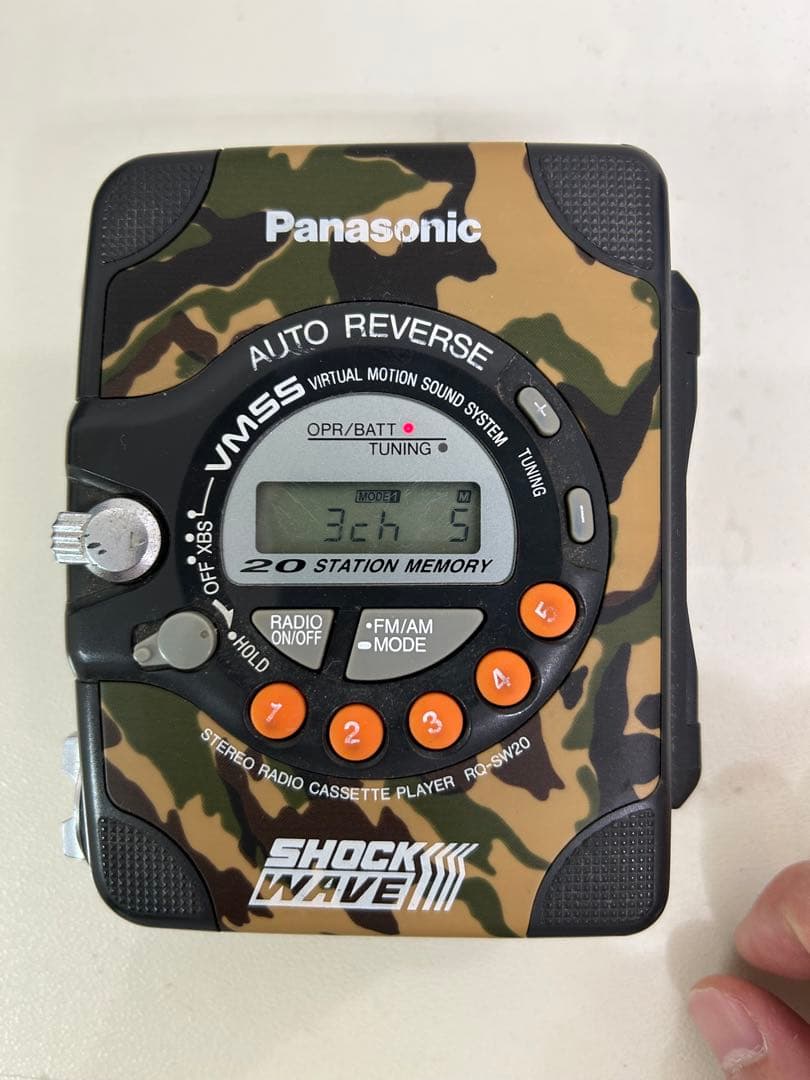 Panasonic
AUTO REVERSE
VMSS VIRTUAL MOTION SOUND SYSTEM
OPR/BATT
TUNING
+
TUNING
−
MODE1 M
3ch 5
20 STATION MEMORY
XBS
OFF
HOLD
RADIO
ON/OFF
•FM/AM
MODE
1
2
3
4
5
STEREO RADIO CASSETTE PLAYER RQ-SW20
SHOCK
WAVE